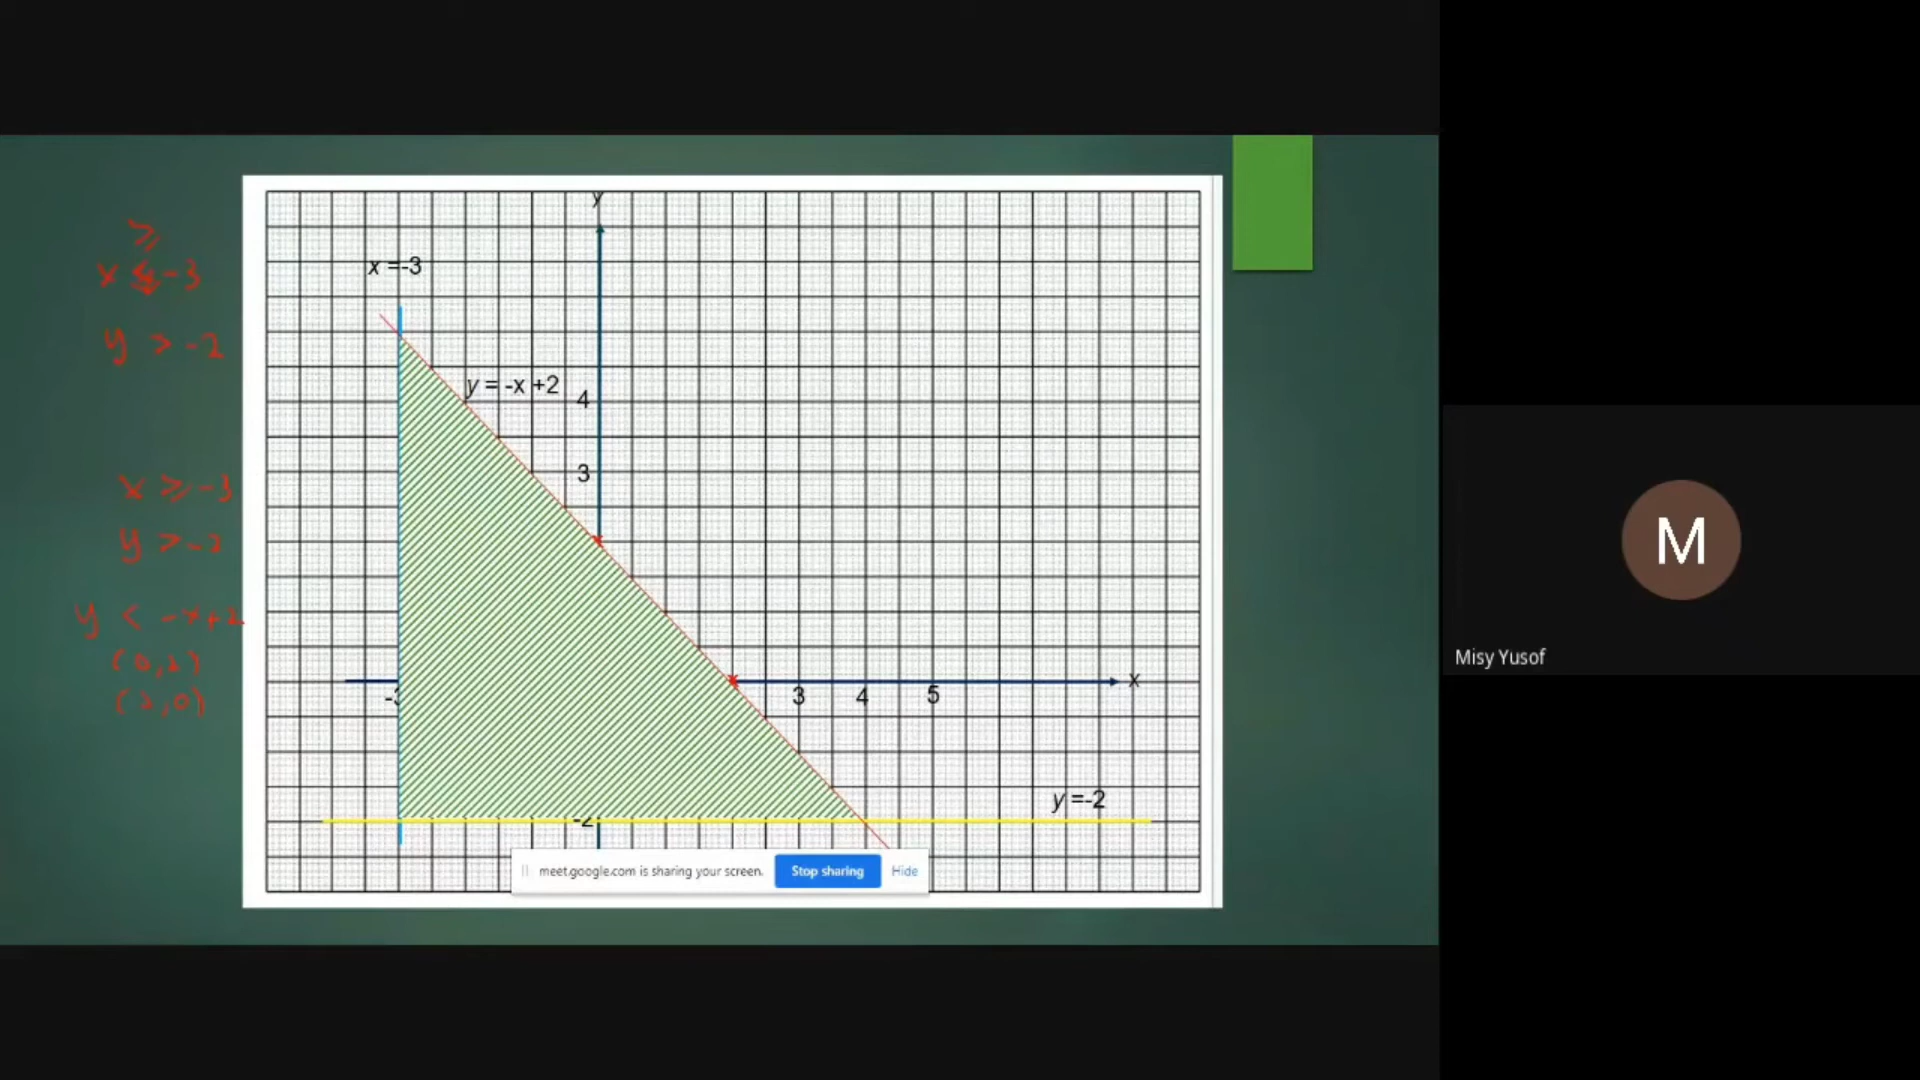 ≥
x ≤ -3
y > -2
x ≥ -3
y > -2
y < -x+2
(0,2)
(2,0)
y
x =-3
y = -x +2
4
3
x
3
4
5
y =-2
-2
meet.google.com is sharing your screen.
Stop sharing
Hide
M
Misy Yusof